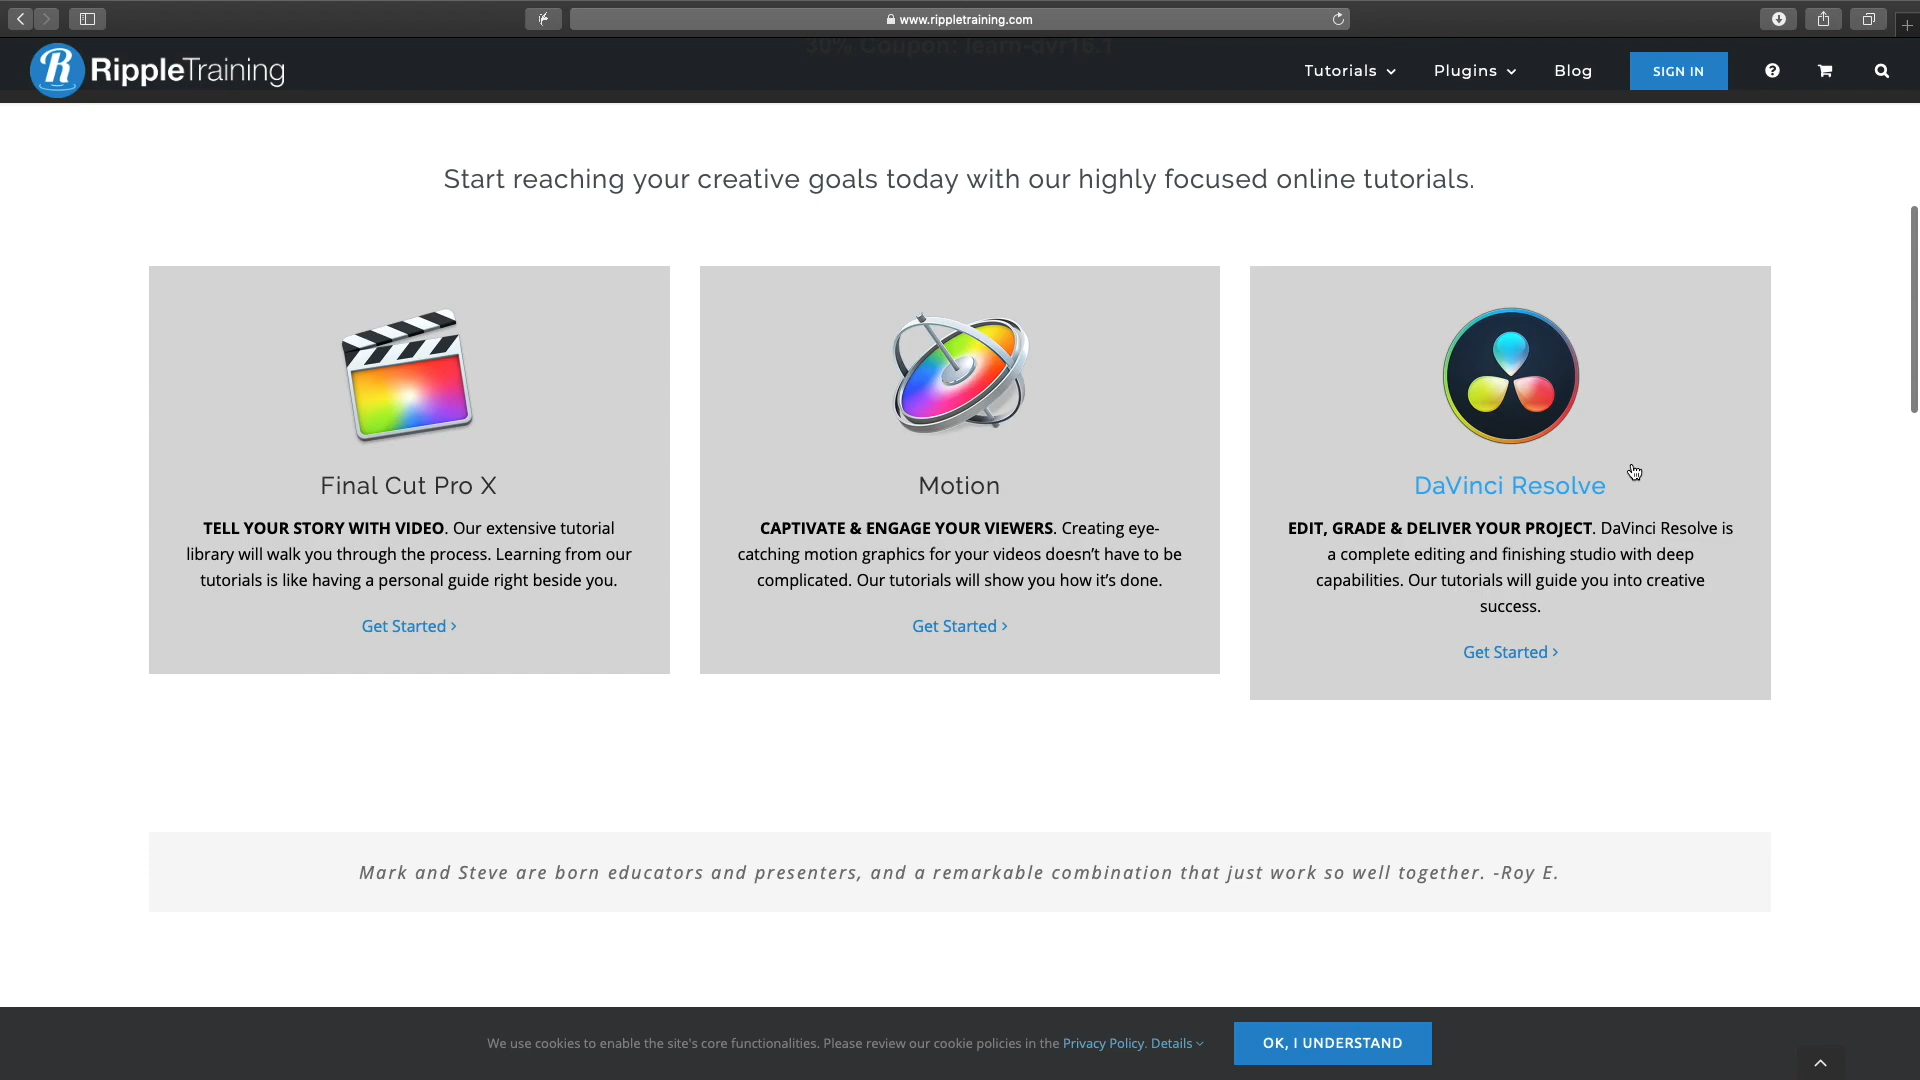 www.rippletraining.com
30% Coupon: learn-dvr16.1
RippleTraining
Tutorials
Plugins
Blog
SIGN IN
Start reaching your creative goals today with our highly focused online tutorials.
Final Cut Pro X
TELL YOUR STORY WITH VIDEO. Our extensive tutorial
library will walk you through the process. Learning from our
tutorials is like having a personal guide right beside you.
Get Started ›
Motion
CAPTIVATE & ENGAGE YOUR VIEWERS. Creating eye-
catching motion graphics for your videos doesn’t have to be
complicated. Our tutorials will show you how it’s done.
Get Started ›
DaVinci Resolve
EDIT, GRADE & DELIVER YOUR PROJECT. DaVinci Resolve is
a complete editing and finishing studio with deep
capabilities. Our tutorials will guide you into creative
success.
Get Started ›
Mark and Steve are born educators and presenters, and a remarkable combination that just work so well together. -Roy E.
We use cookies to enable the site's core functionalities. Please review our cookie policies in the Privacy Policy. Details
OK, I UNDERSTAND